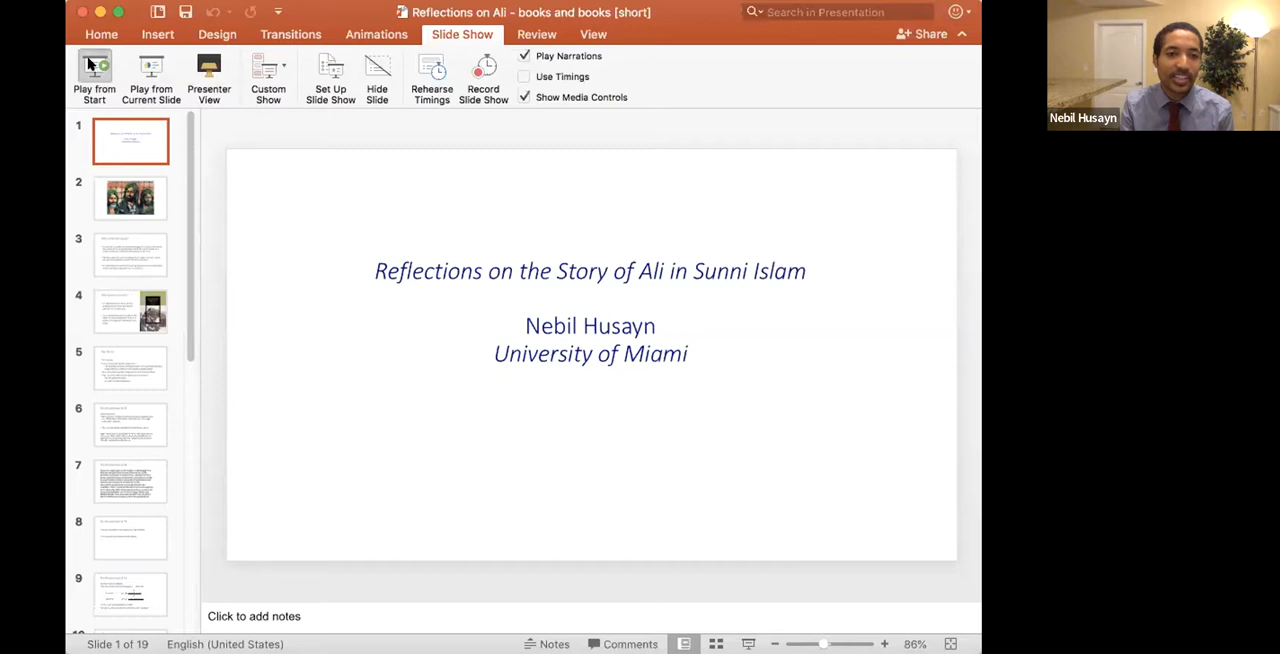 Reflections on Ali - books and books [short]
Search in Presentation
Home Insert Design Transitions Animations Slide Show Review View
Share
Play from Start
Play from Current Slide
Presenter View
Custom Show
Set Up Slide Show
Hide Slide
Rehearse Timings
Record Slide Show
Play Narrations
Use Timings
Show Media Controls
Nebil Husayn
1
2
3
4
5
6
7
8
9
Reflections on the Story of Ali in Sunni Islam
Nebil Husayn
University of Miami
Click to add notes
Slide 1 of 19 English (United States) Notes Comments 86%